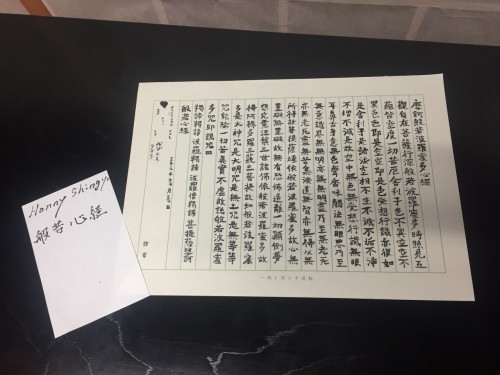 摩訶般若波羅蜜多心經
觀自在菩薩行深般若波羅蜜多時照見五
蘊皆空度一切苦厄舍利子色不異空空不
異色色即是空空即是色受想行識亦復如
是舍利子是諸法空相不生不滅不垢不淨
不增不減是故空中無色無受想行識無眼
耳鼻舌身意無色聲香味觸法無眼界乃至
無意識界無無明亦無無明盡乃至無老死
亦無老死盡無苦集滅道無智亦無得以無
所得故菩提薩埵依般若波羅蜜多故心無
罣礙無罣礙故無有恐怖遠離一切顛倒夢
想究竟涅槃三世諸佛依般若波羅蜜多故
得阿耨多羅三藐三菩提故知般若波羅蜜
多是大神咒是大明咒是無上咒是無等等
咒能除一切苦真實不虛故說般若波羅蜜
多咒即說咒曰
揭諦揭諦波羅揭諦波羅僧揭諦菩提薩婆訶
般若心經
Hanny Shingyo
般若心経